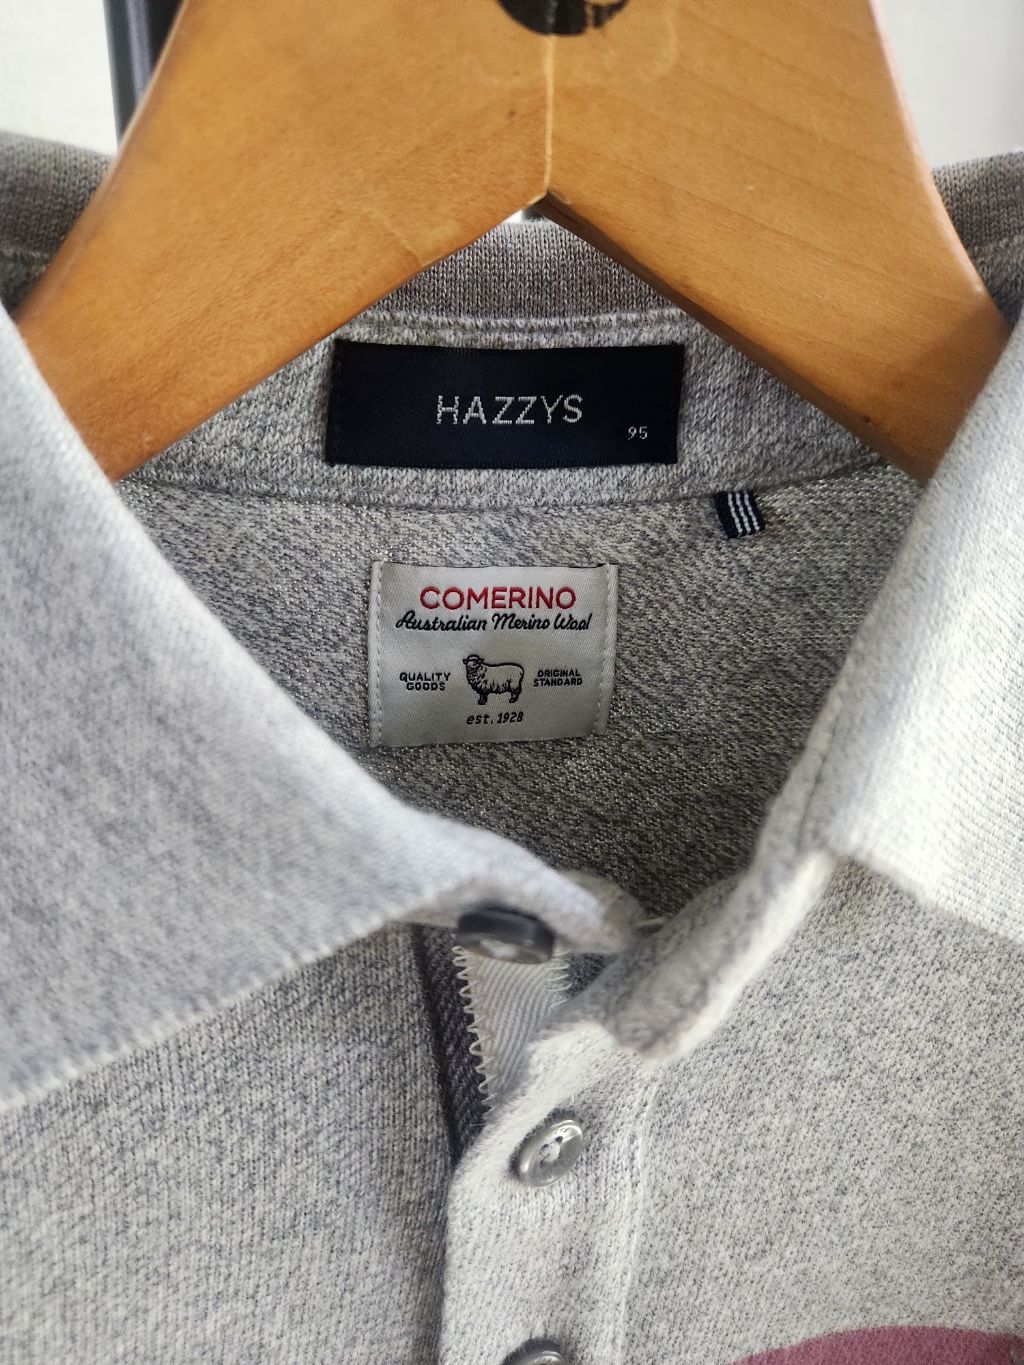 HAZZYS
95
COMERINO
Australian Merino Wool
QUALITY GOODS
ORIGINAL STANDARD
est. 1928